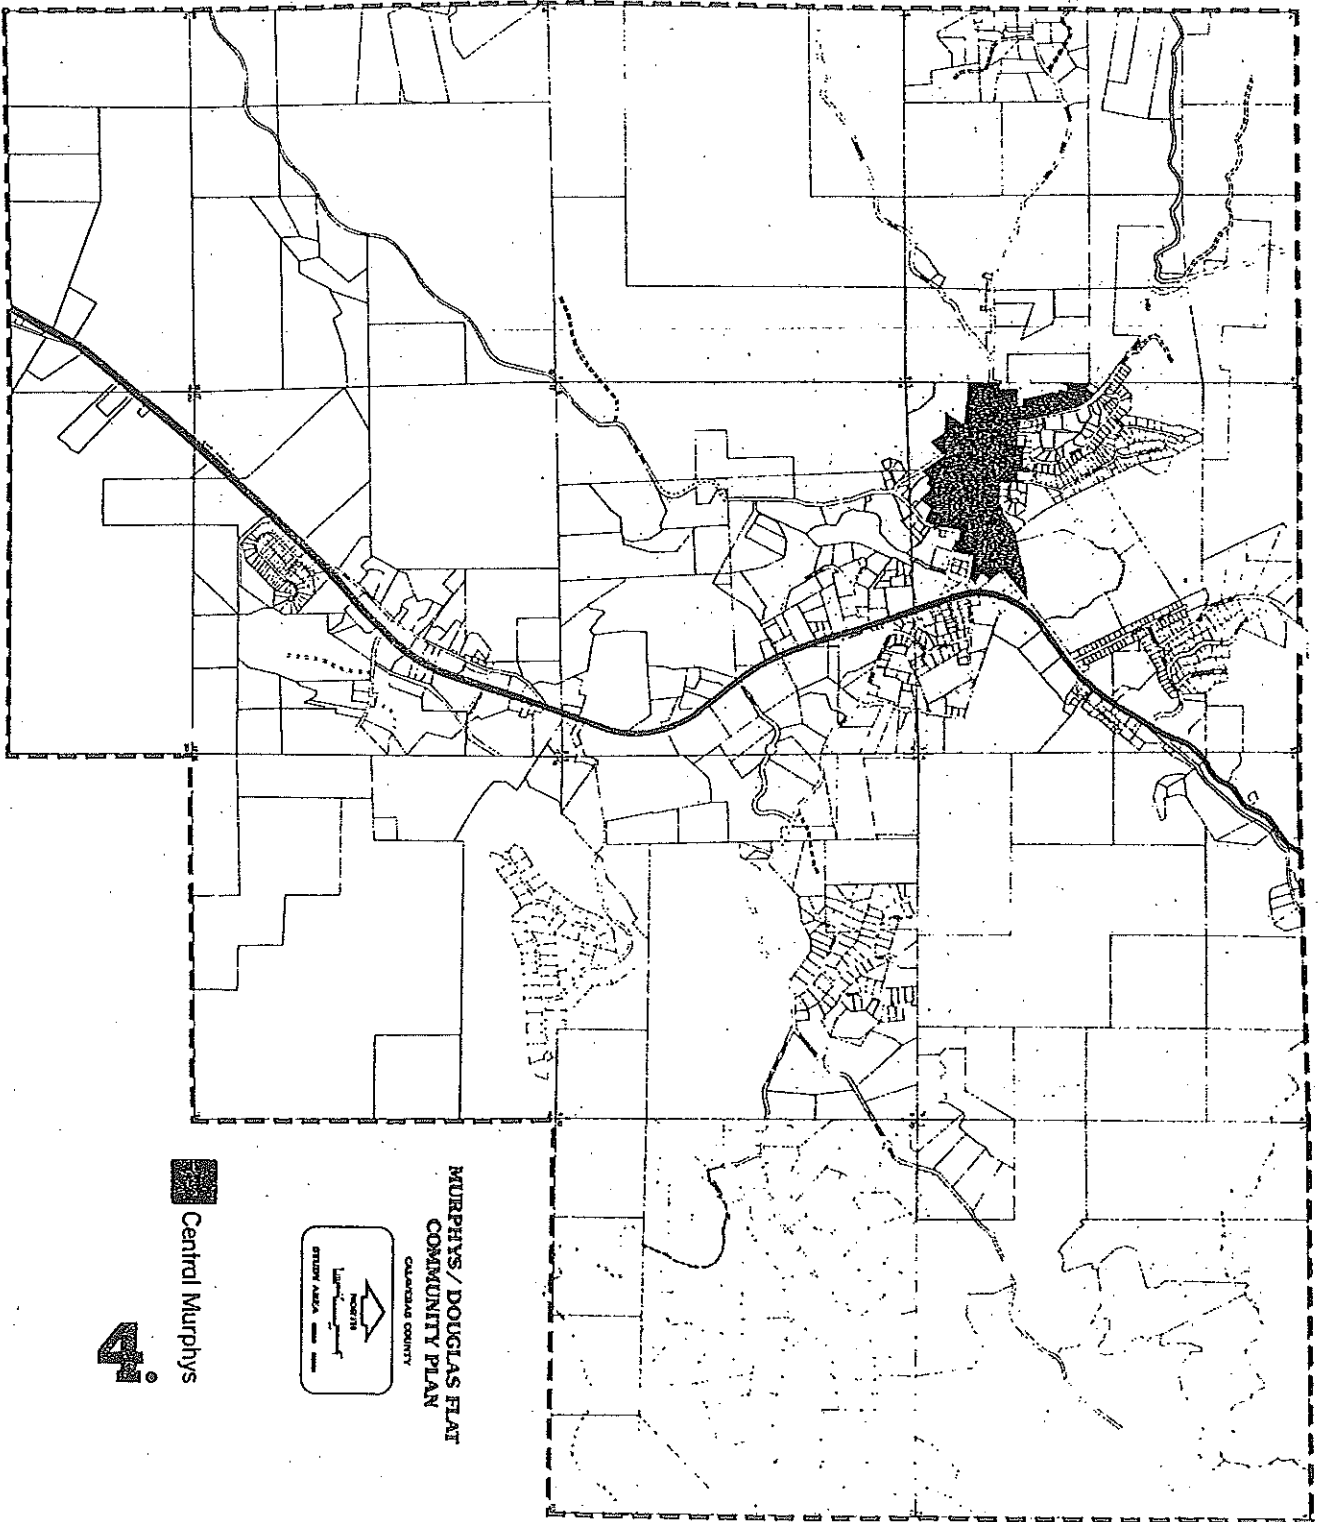 MURPHYS / DOUGLAS FLAT
COMMUNITY PLAN
CALAVERAS COUNTY
NORTH
STUDY AREA
Central Murphys
4.